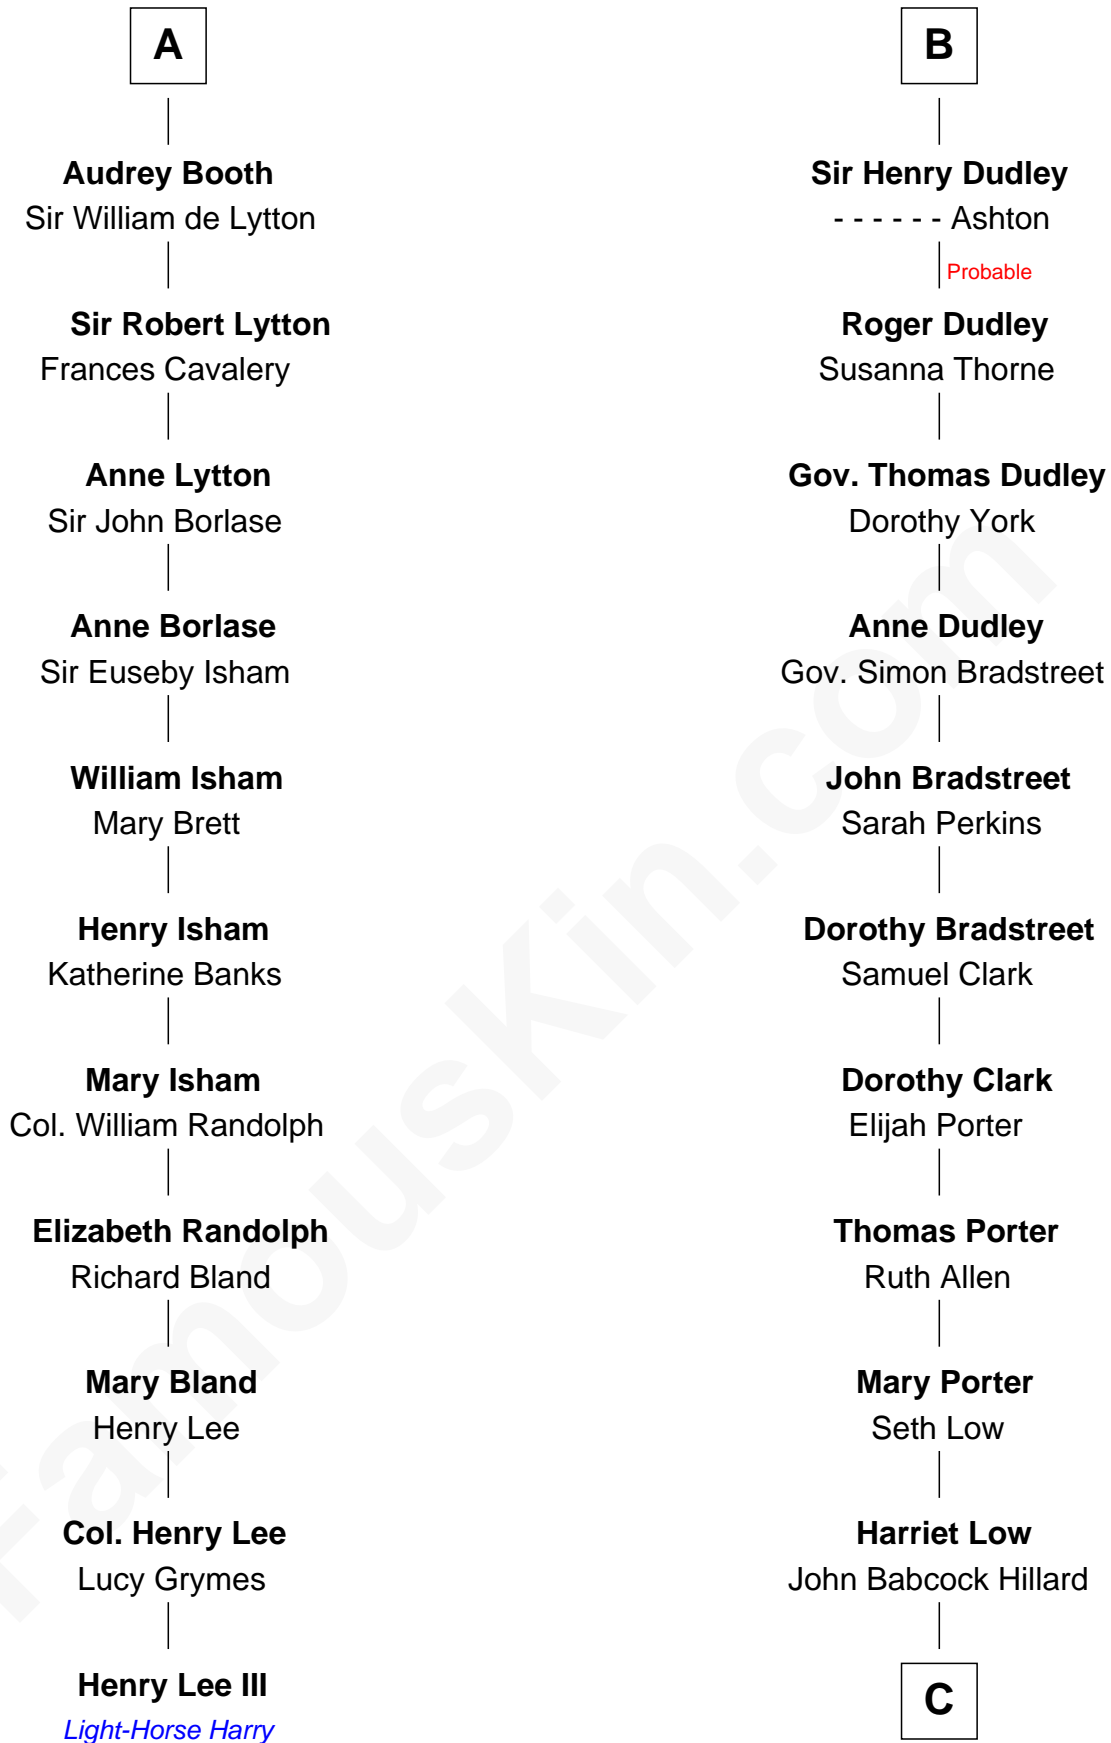 A
Audrey Booth
Sir William de Lytton
Sir Robert Lytton
Frances Cavalery
Anne Lytton
Sir John Borlase
Anne Borlase
Sir Euseby Isham
William Isham
Mary Brett
Henry Isham
Katherine Banks
Mary Isham
Col. William Randolph
Elizabeth Randolph
Richard Bland
Mary Bland
Henry Lee
Col. Henry Lee
Lucy Grymes
Henry Lee III
Light-Horse Harry
B
Sir Henry Dudley
- - - - - - Ashton
Probable
Roger Dudley
Susanna Thorne
Gov. Thomas Dudley
Dorothy York
Anne Dudley
Gov. Simon Bradstreet
John Bradstreet
Sarah Perkins
Dorothy Bradstreet
Samuel Clark
Dorothy Clark
Elijah Porter
Thomas Porter
Ruth Allen
Mary Porter
Seth Low
Harriet Low
John Babcock Hillard
C
FamousKin.com